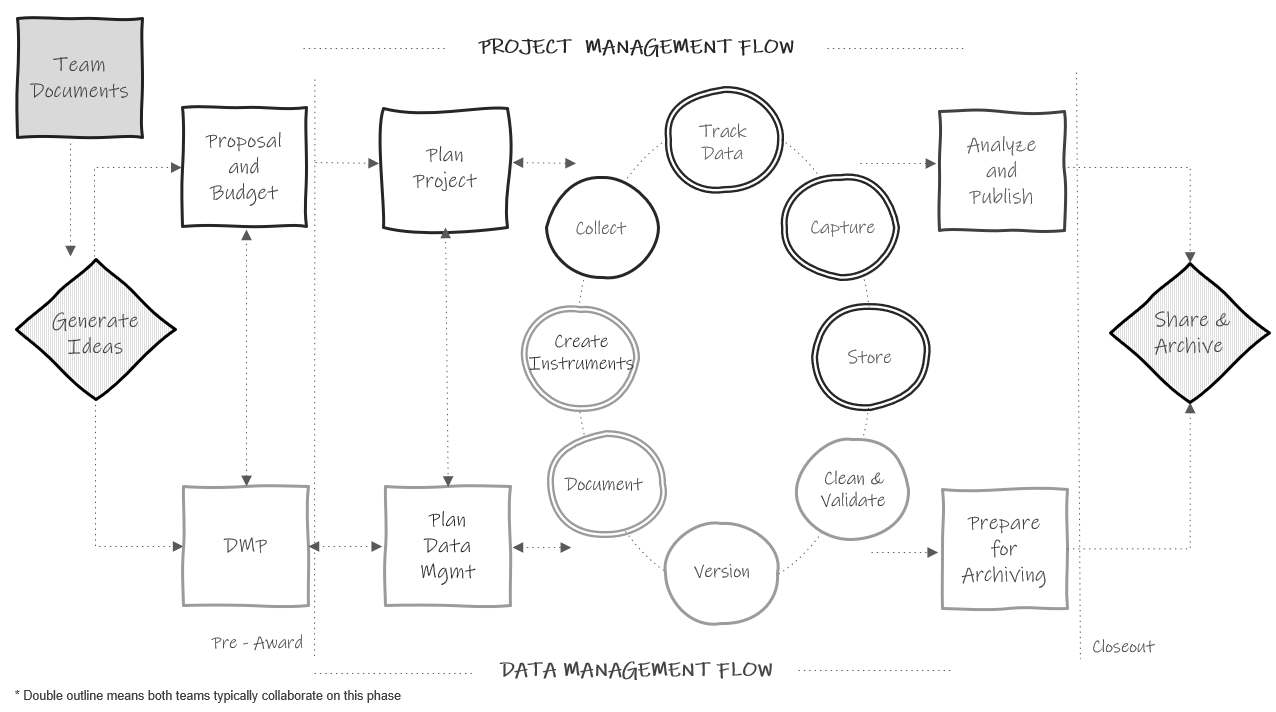 Team
Documents
PROJECT MANAGEMENT FLOW
Proposal
and
Budget
Plan
Project
Track
Data
Analyze
and
Publish
Collect
Capture
Generate
Ideas
Create
Instruments
Store
Share &
Archive
Document
Clean &
Validate
DMP
Plan
Data
Mgmt
Version
Prepare
for
Archiving
Pre - Award
Closeout
DATA MANAGEMENT FLOW
* Double outline means both teams typically collaborate on this phase